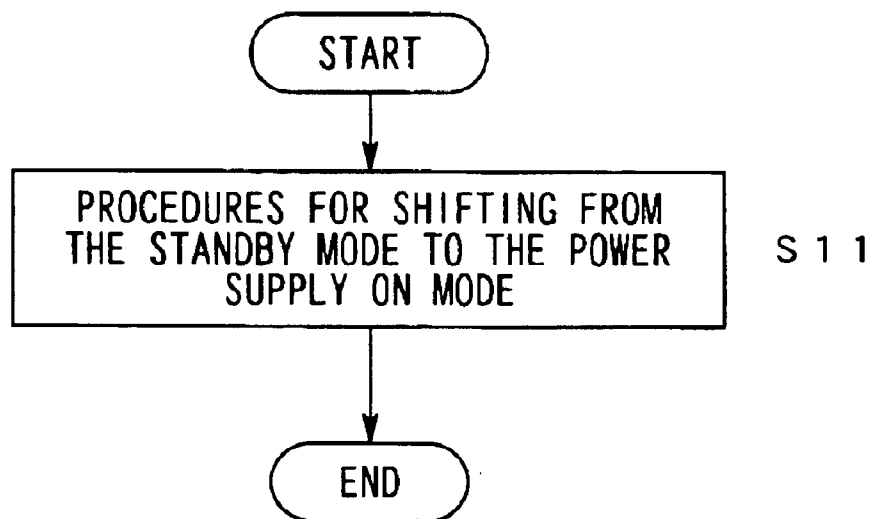 START
PROCEDURES FOR SHIFTING FROM
THE STANDBY MODE TO THE POWER
SUPPLY ON MODE
S11
END